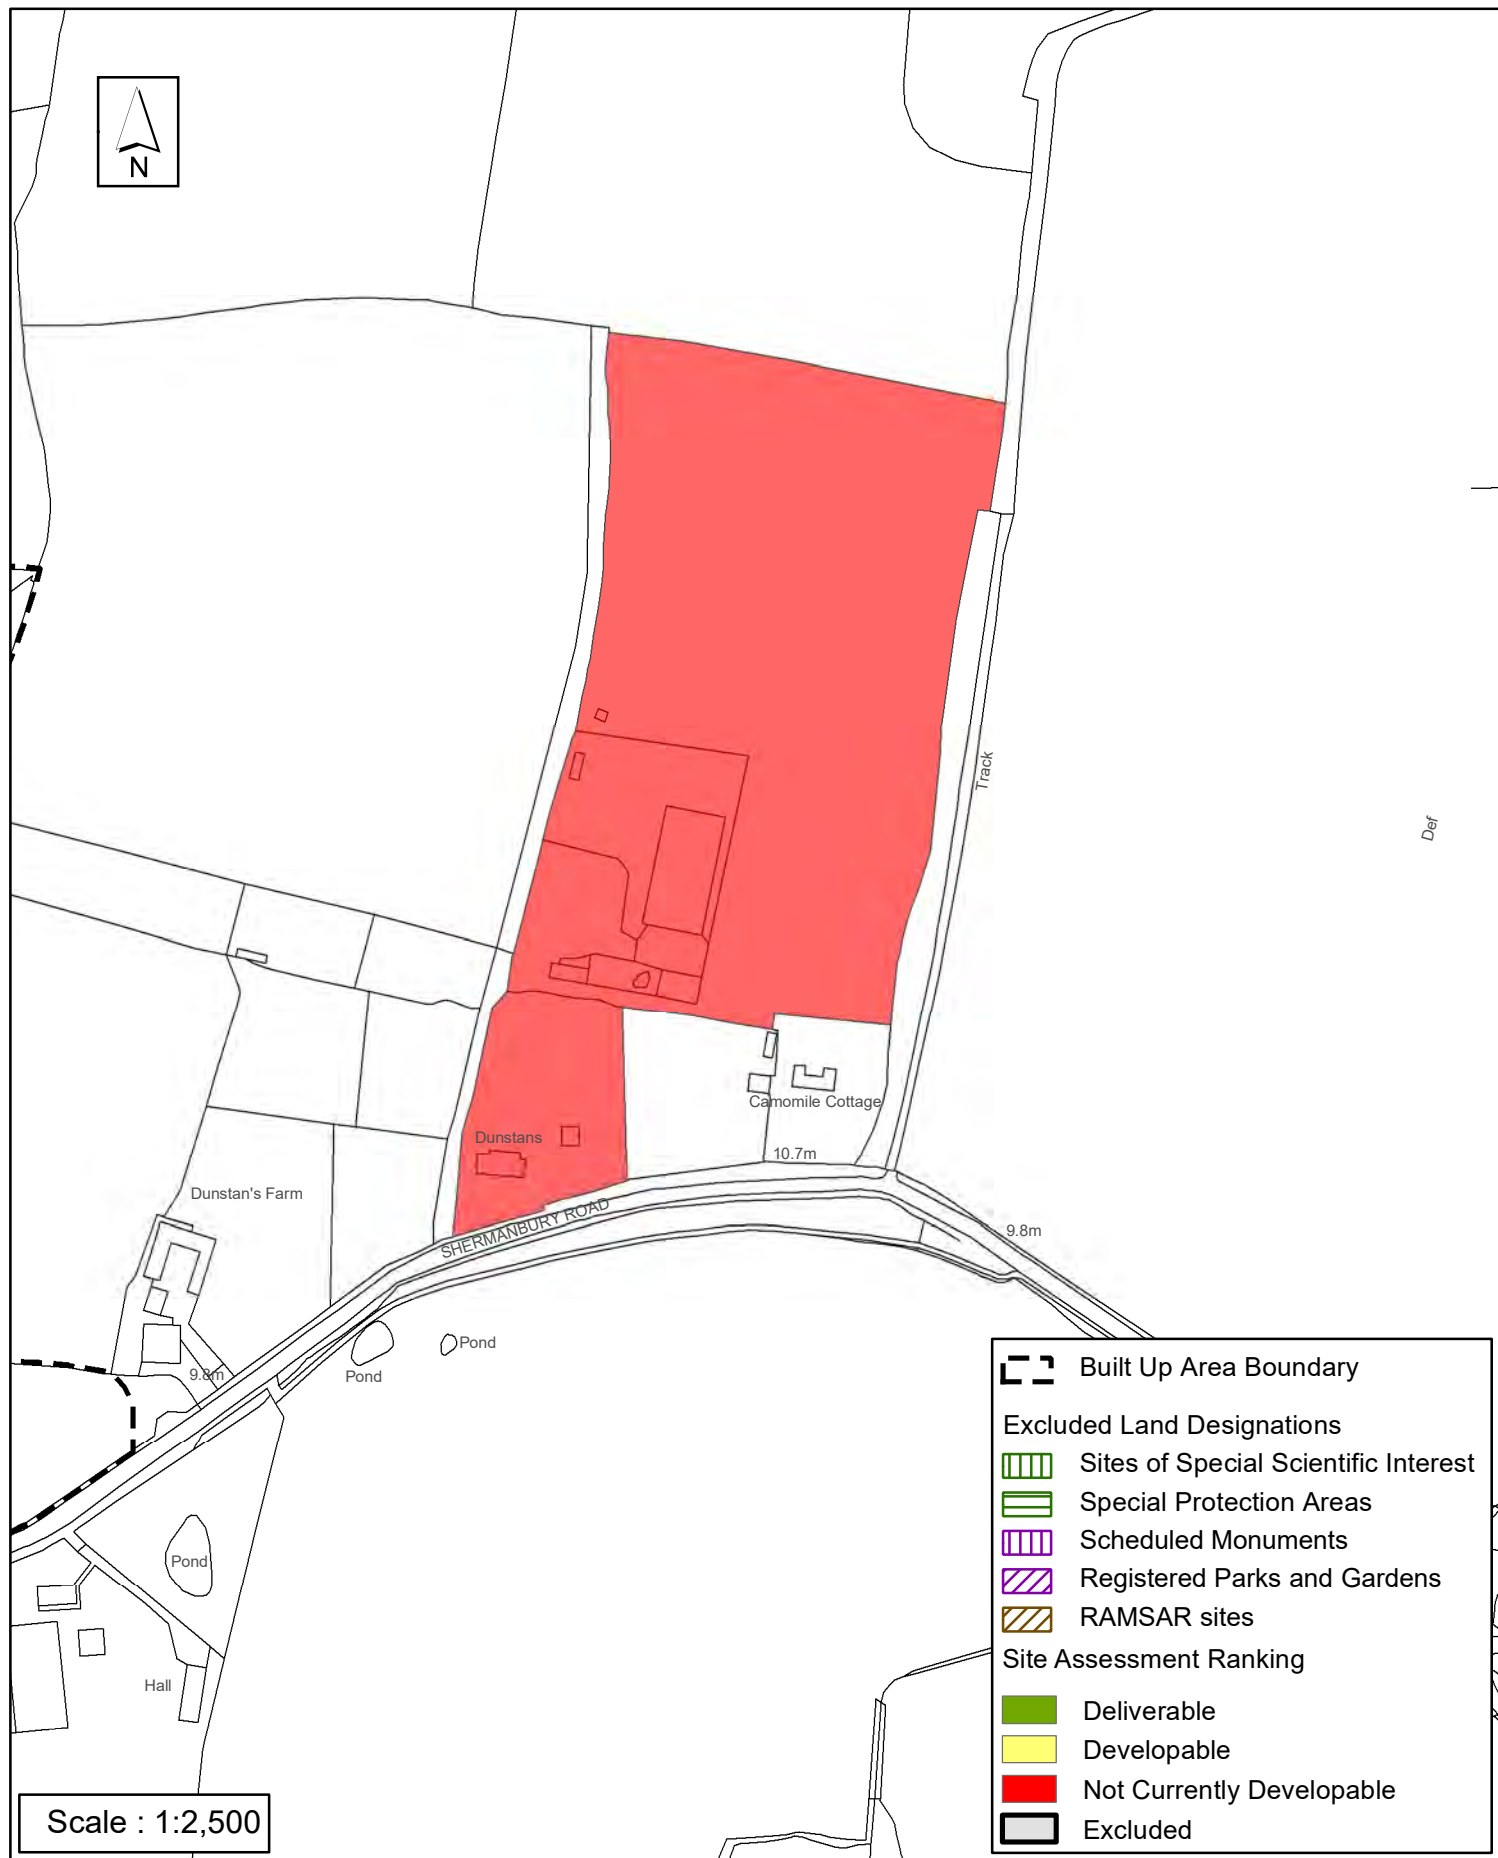 N
Track
Def
Camomile Cottage
Dunstans
10.7m
Dunstan's Farm
SHERMANBURY ROAD
9.8m
Pond
Pond
9.8m
Pond
Hall
Built Up Area Boundary
Excluded Land Designations
Sites of Special Scientific Interest
Special Protection Areas
Scheduled Monuments
Registered Parks and Gardens
RAMSAR sites
Site Assessment Ranking
Deliverable
Developable
Not Currently Developable
Excluded
Scale : 1:2,500